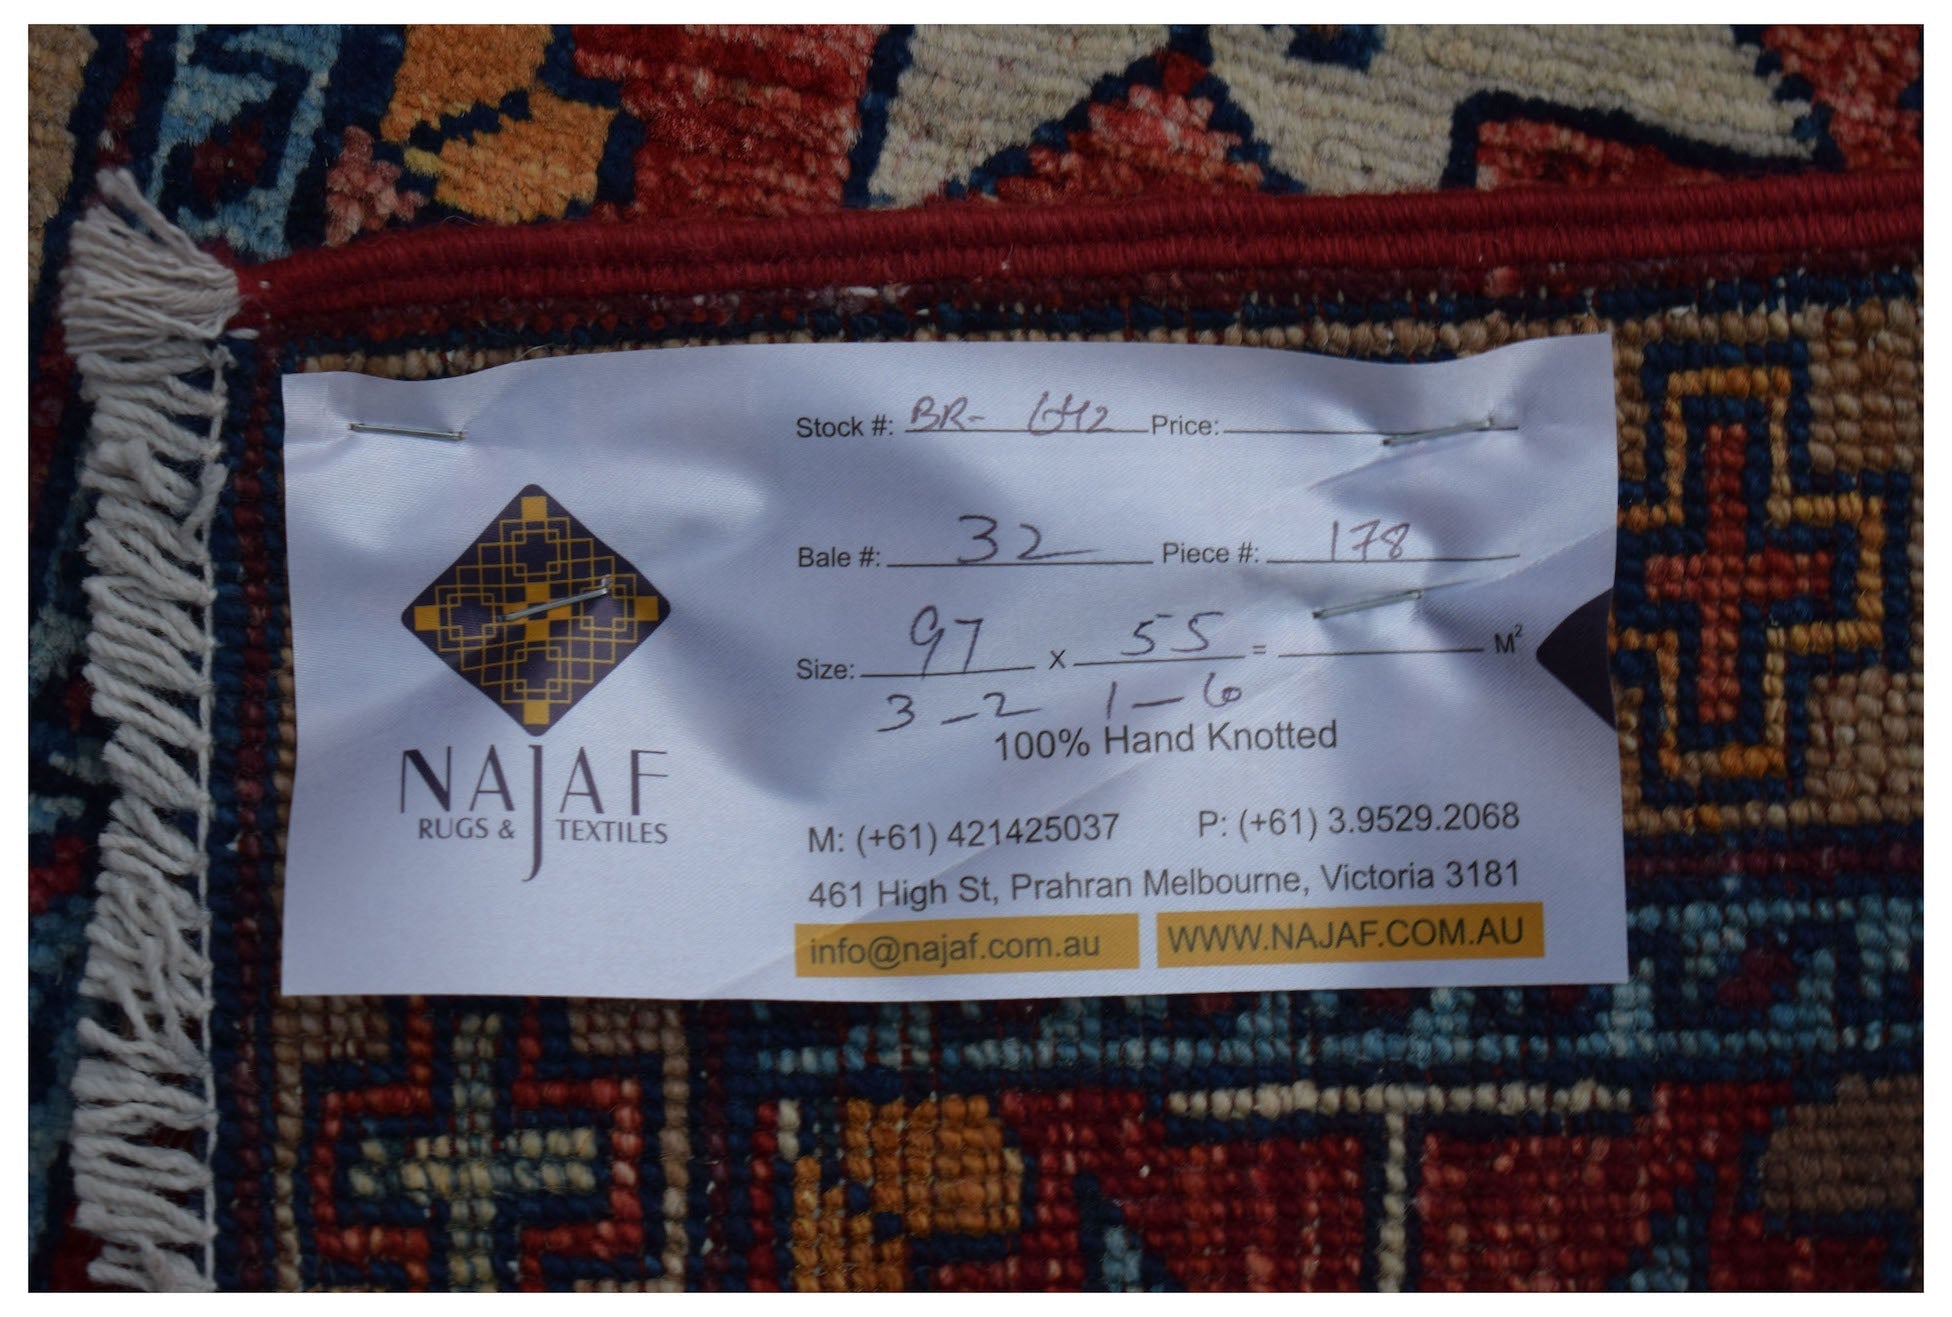 Stock #: BR- 642 Price:
Bale #: 32 Piece #: 178
Size: 97 x 55 = M²
3-2 1-6
100% Hand Knotted
NAJAF
RUGS & TEXTILES
M: (+61) 421425037 P: (+61) 3.9529.2068
461 High St, Prahran Melbourne, Victoria 3181
info@najaf.com.au WWW.NAJAF.COM.AU